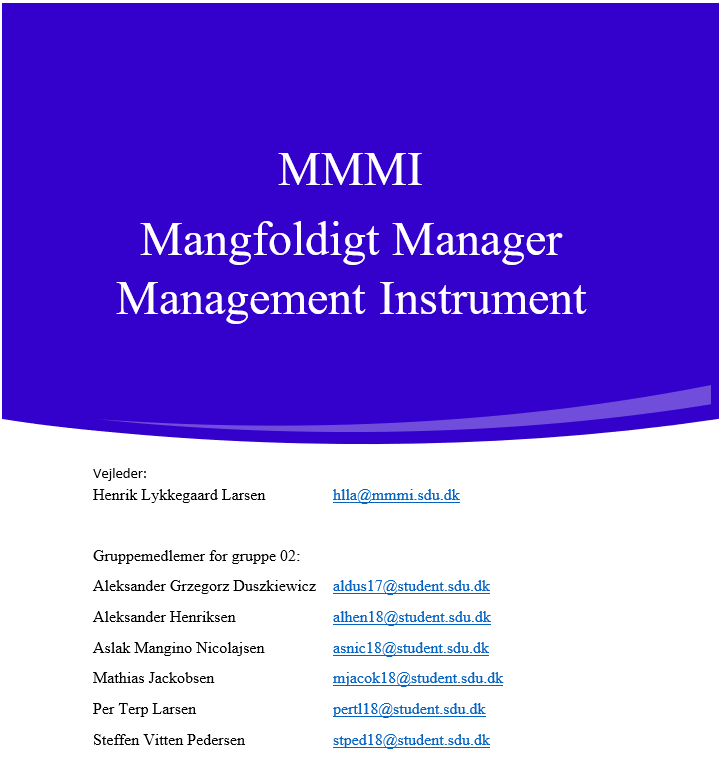 MMMI
Mangfoldigt Manager
Management Instrument
Vejleder:
Henrik Lykkegaard Larsen hlla@mmmi.sdu.dk
Gruppemedlemer for gruppe 02:
Aleksander Grzegorz Duszkiewicz aldus17@student.sdu.dk
Aleksander Henriksen alhen18@student.sdu.dk
Aslak Mangino Nicolajsen asnic18@student.sdu.dk
Mathias Jackobsen mjacok18@student.sdu.dk
Per Terp Larsen pertl18@student.sdu.dk
Steffen Vitten Pedersen stped18@student.sdu.dk